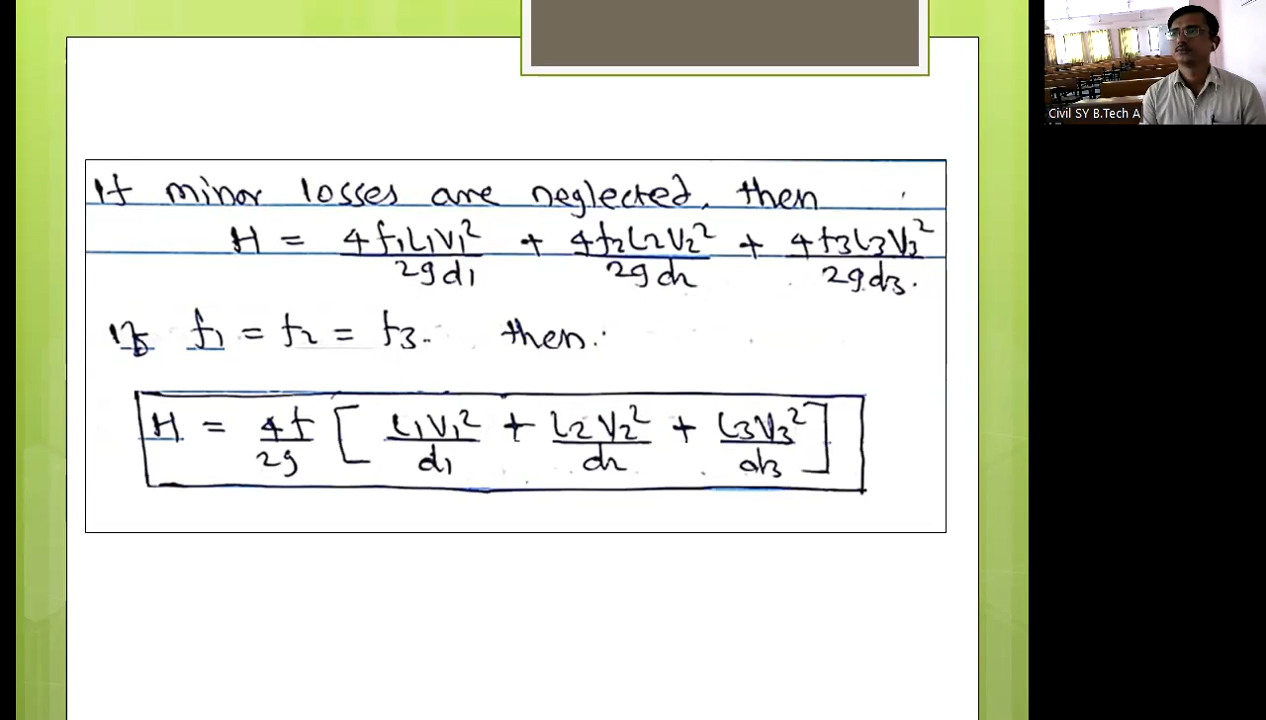 If minor losses are neglected, then
H = 4f₁L₁V₁²/2gd₁ + 4f₂L₂V₂²/2gd₂ + 4f₃L₃V₃²/2gd₃.
If f₁ = f₂ = f₃. then.
H = 4f/2g [ L₁V₁²/d₁ + L₂V₂²/d₂ + L₃V₃²/d₃ ]
Civil SY B.Tech A